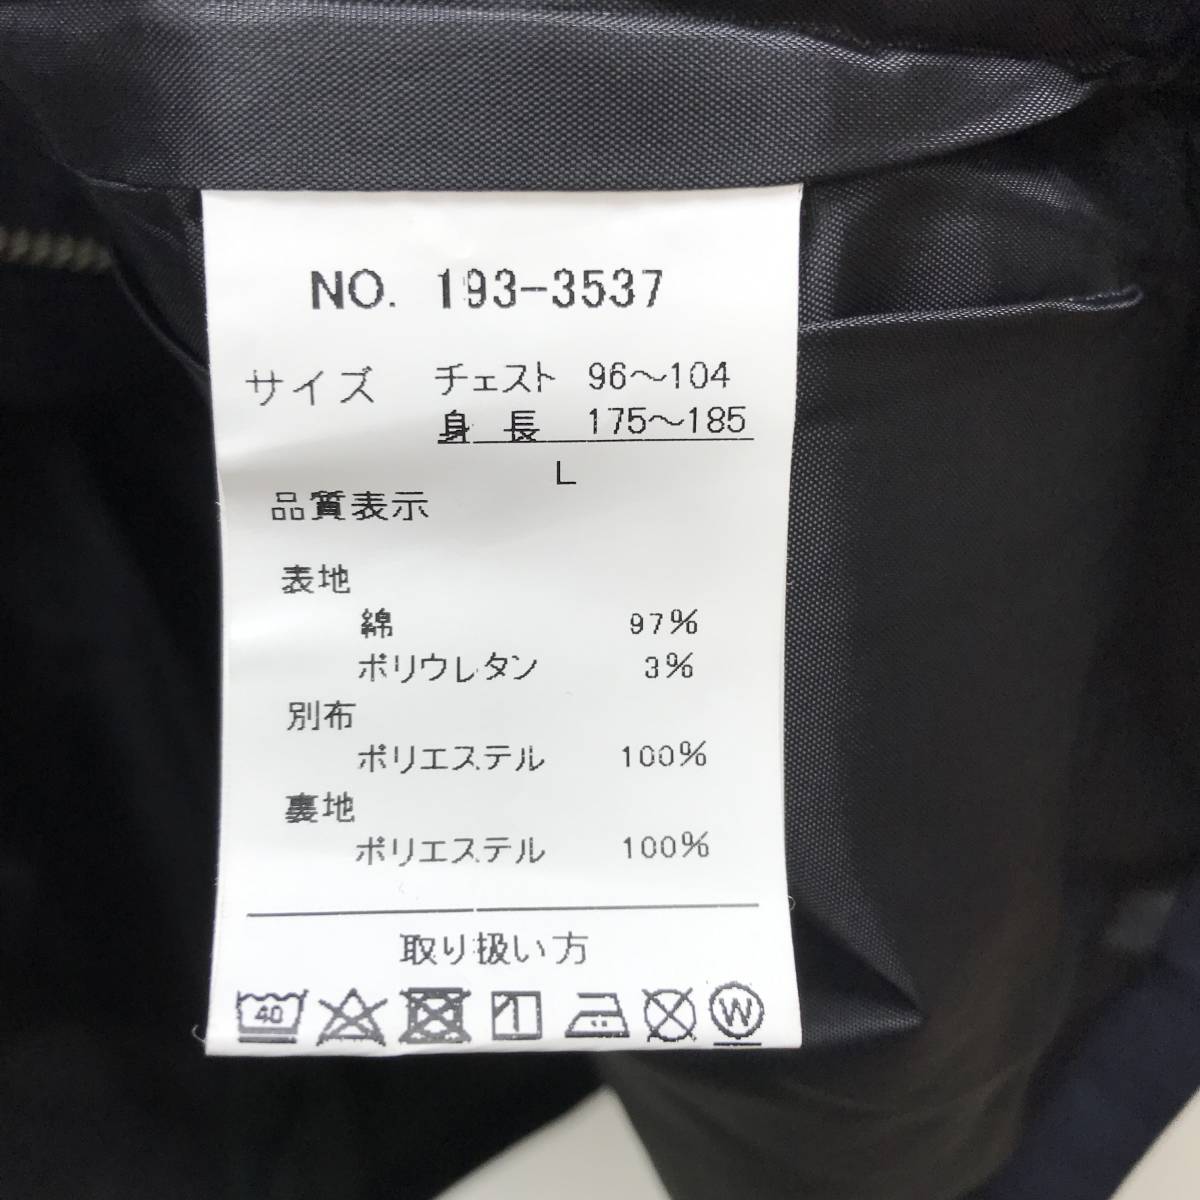 NO. 193-3537
サイズ チェスト 96～104
身 長 175～185
L
品質表示
表地
綿 97%
ポリウレタン 3%
別布
ポリエステル 100%
裏地
ポリエステル 100%
取り扱い方
40 W